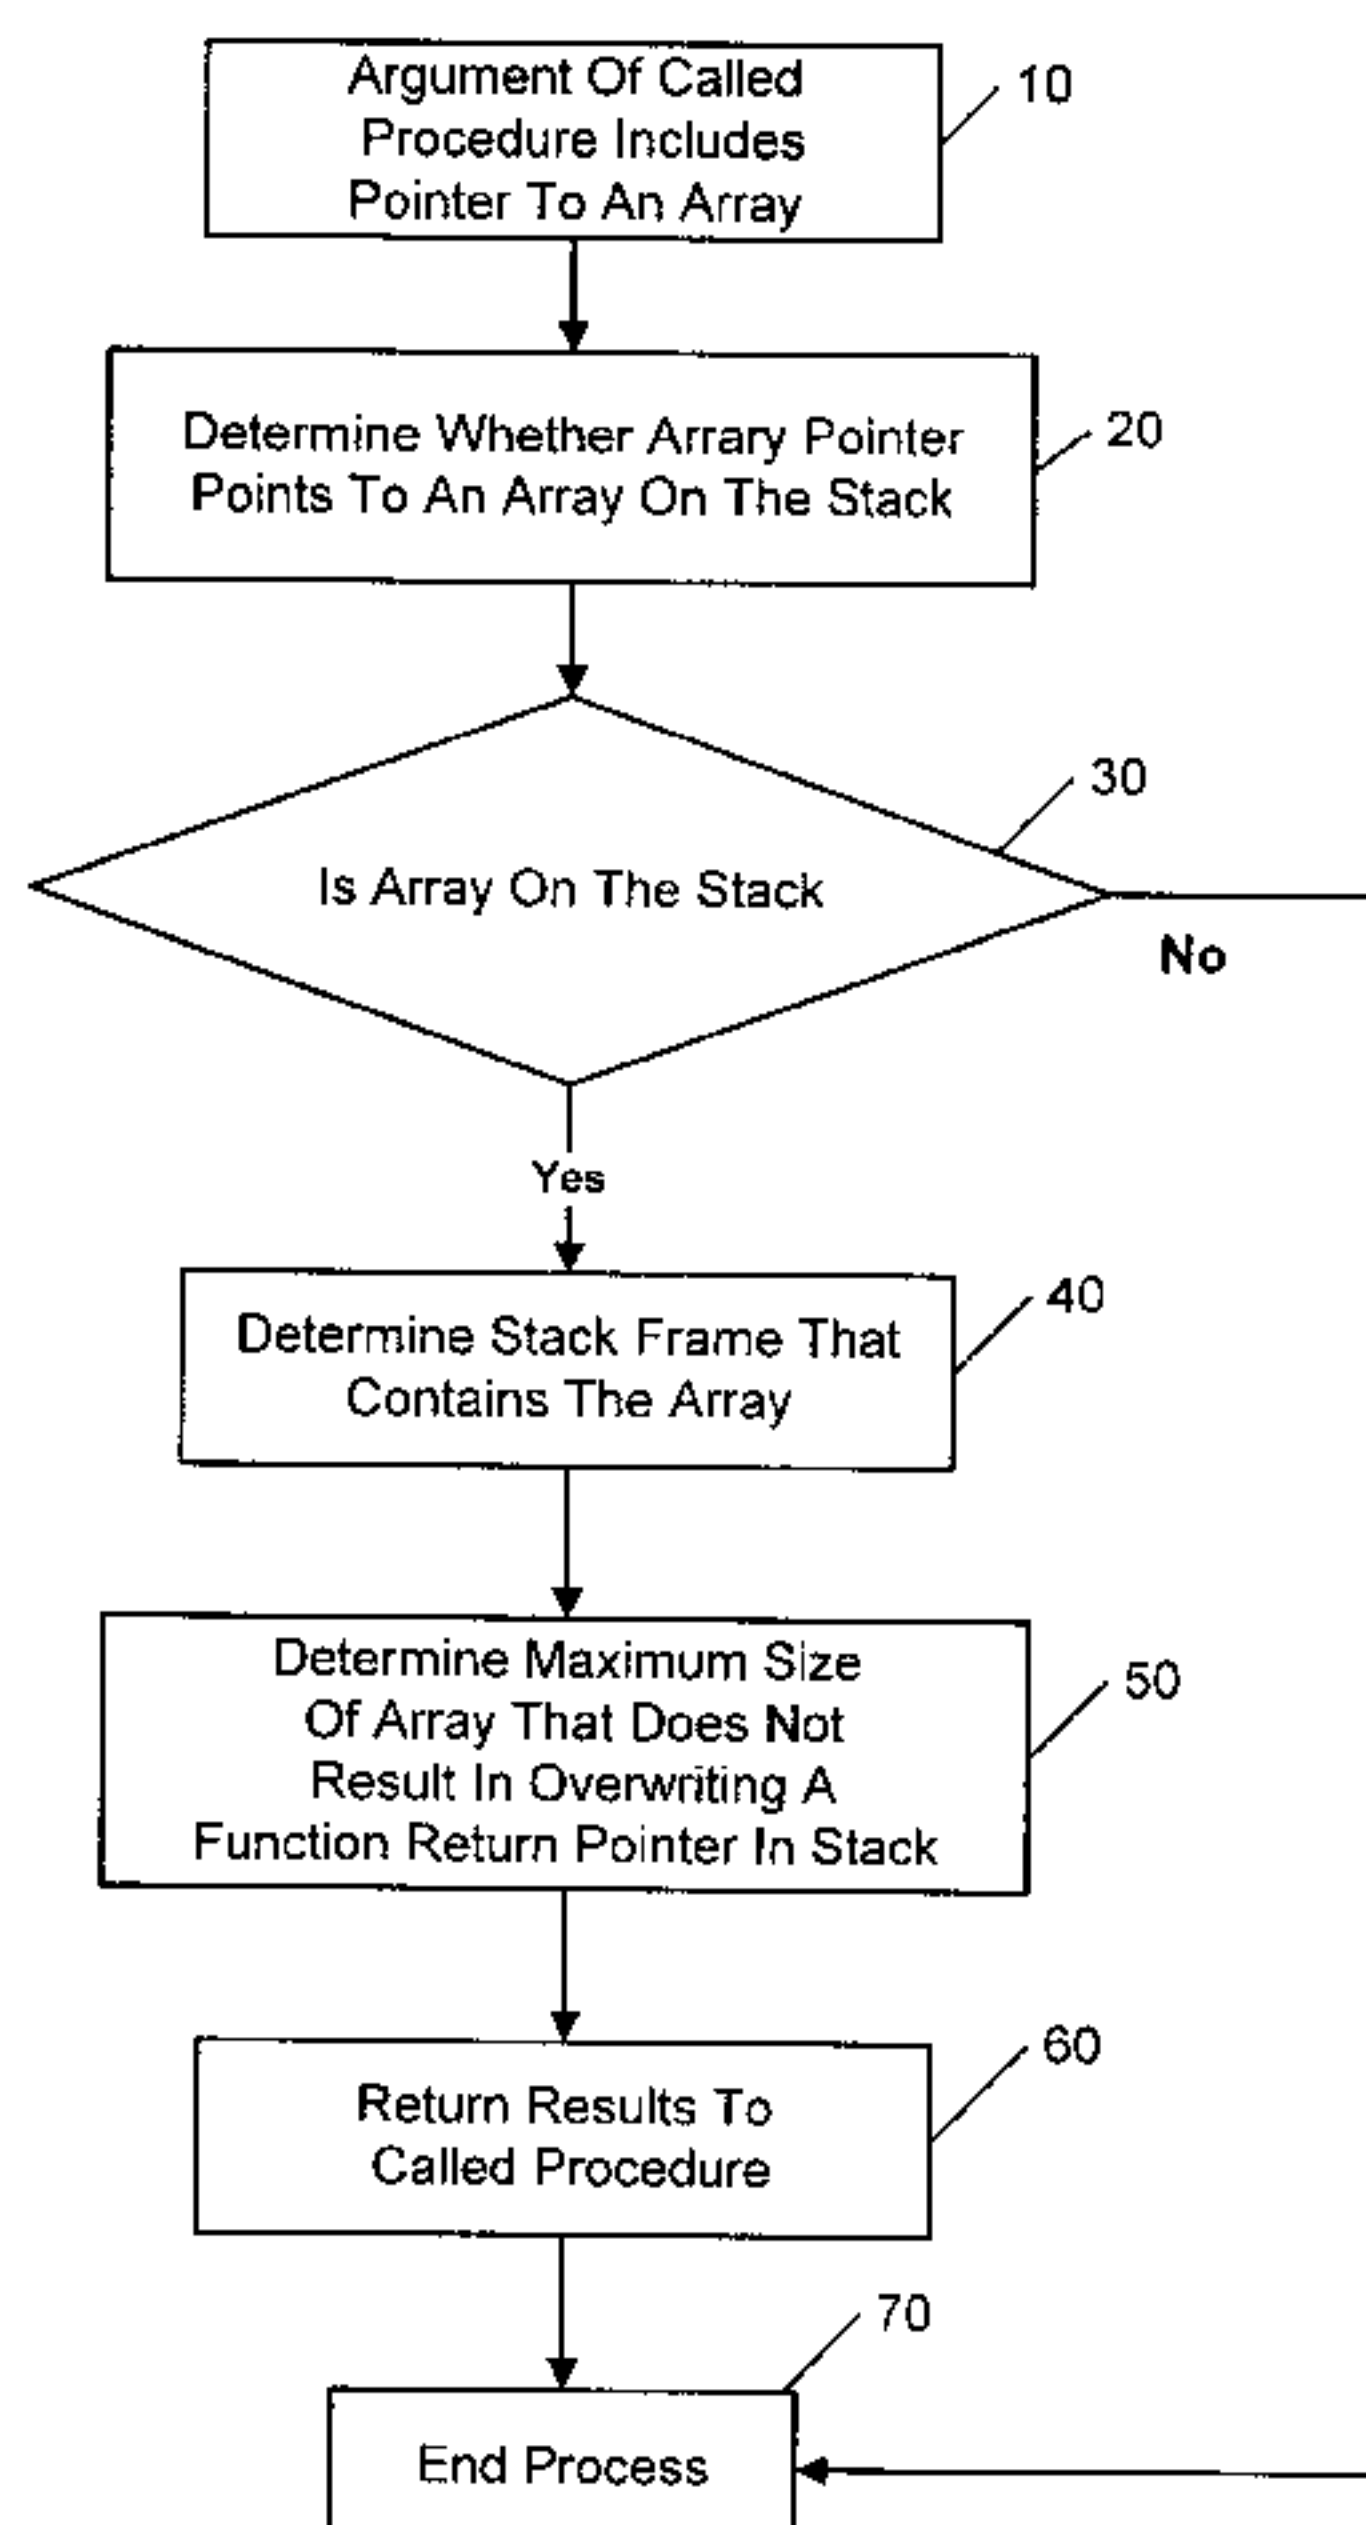 Argument Of Called
Procedure Includes
Pointer To An Array
10
Determine Whether Arrary Pointer
Points To An Array On The Stack
20
30
Is Array On The Stack
No
Yes
Determine Stack Frame That
Contains The Array
40
Determine Maximum Size
Of Array That Does Not
Result In Overwriting A
Function Return Pointer In Stack
50
Return Results To
Called Procedure
60
70
End Process